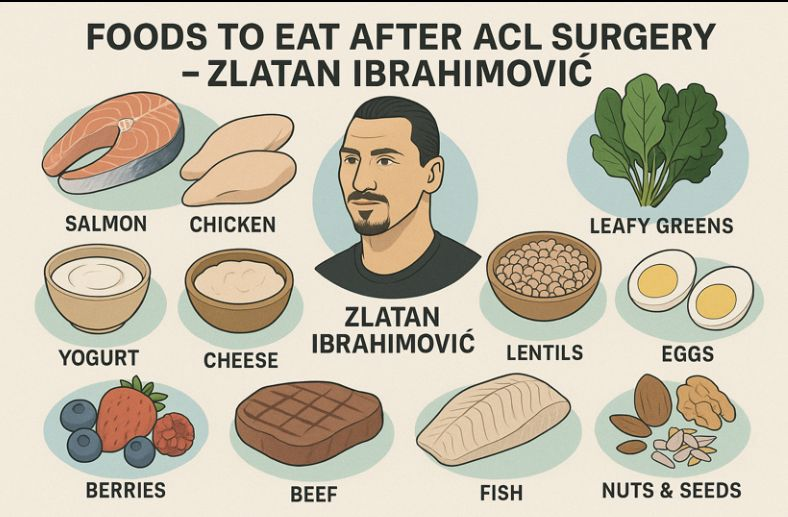 FOODS TO EAT AFTER ACL SURGERY
– ZLATAN IBRAHIMOVIĆ
SALMON
CHICKEN
LEAFY GREENS
YOGURT
CHEESE
ZLATAN
IBRAHIMOVIĆ
LENTILS
EGGS
BERRIES
BEEF
FISH
NUTS & SEEDS